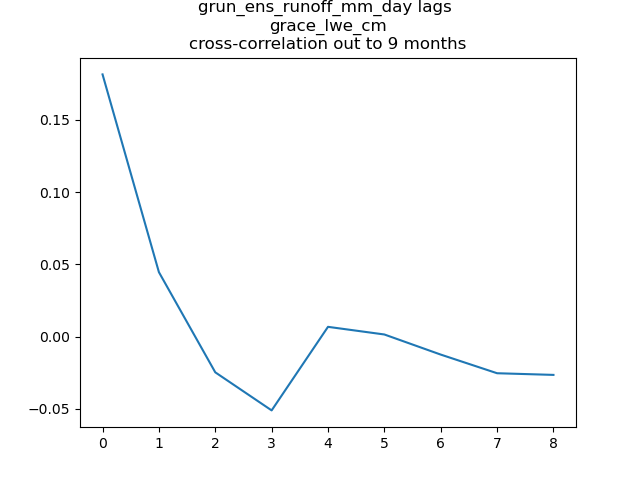 grun_ens_runoff_mm_day lags
grace_lwe_cm
cross-correlation out to 9 months
0.15
0.10
0.05
0.00
−0.05
0 1 2 3 4 5 6 7 8